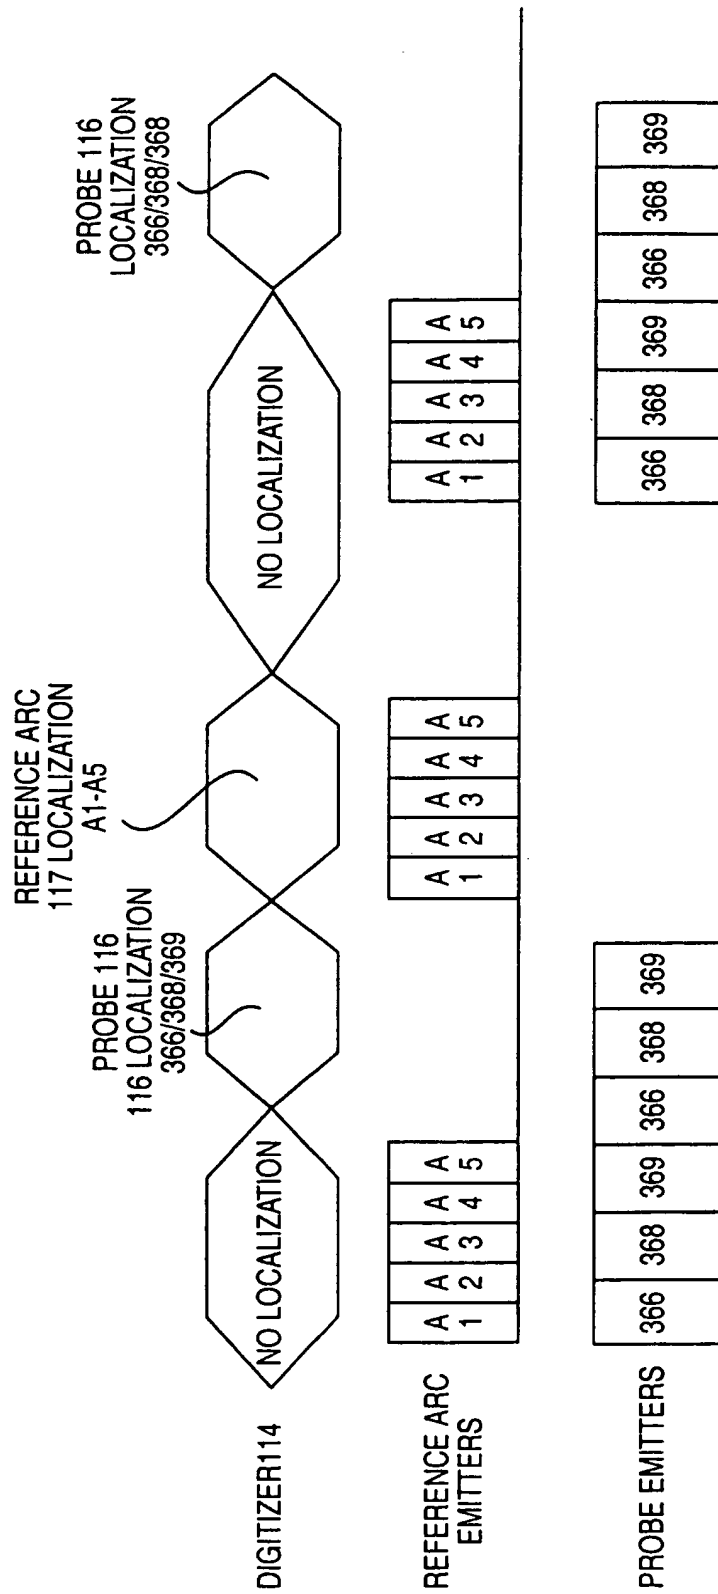 DIGITIZER114
NO LOCALIZATION
PROBE 116
116 LOCALIZATION
366/368/369
REFERENCE ARC
117 LOCALIZATION
A1-A5
NO LOCALIZATION
PROBE 116
LOCALIZATION
366/368/368
REFERENCE ARC
EMITTERS
A A A A A
1 2 3 4 5
A A A A A
1 2 3 4 5
A A A A A
1 2 3 4 5
PROBE EMITTERS
366 368 369 366 368 369
366 368 369 366 368 369